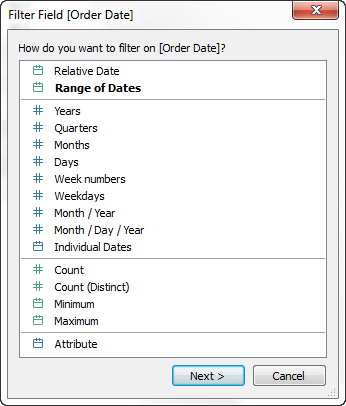 Filter Field [Order Date]
How do you want to filter on [Order Date]?
Relative Date
Range of Dates
Years
Quarters
Months
Days
Week numbers
Weekdays
Month / Year
Month / Day / Year
Individual Dates
Count
Count (Distinct)
Minimum
Maximum
Attribute
Next > Cancel